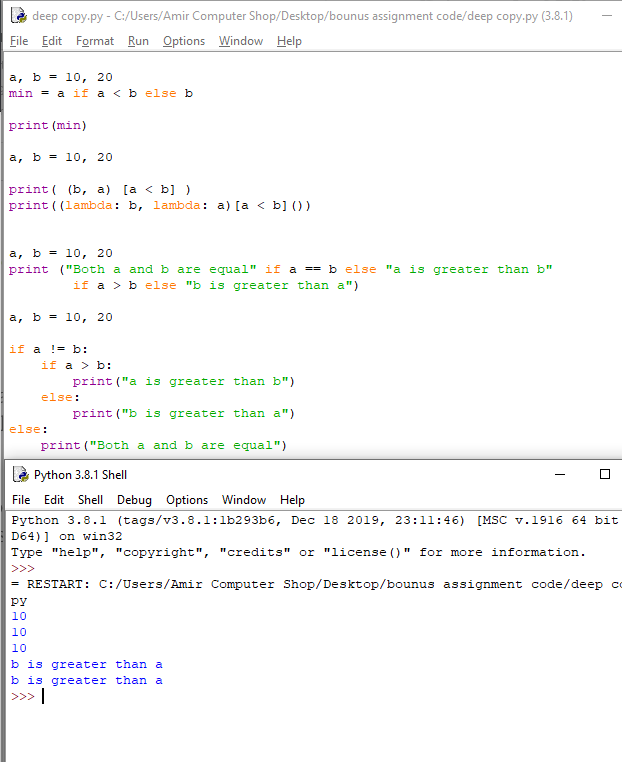 deep copy.py - C:/Users/Amir Computer Shop/Desktop/bounus assignment code/deep copy.py (3.8.1)
File Edit Format Run Options Window Help
a, b = 10, 20
min = a if a < b else b
print(min)
a, b = 10, 20
print( (b, a) [a < b] )
print((lambda: b, lambda: a)[a < b]())
a, b = 10, 20
print ("Both a and b are equal" if a == b else "a is greater than b"
        if a > b else "b is greater than a")
a, b = 10, 20
if a != b:
    if a > b:
        print("a is greater than b")
    else:
        print("b is greater than a")
else:
    print("Both a and b are equal")
Python 3.8.1 Shell
File Edit Shell Debug Options Window Help
Python 3.8.1 (tags/v3.8.1:1b293b6, Dec 18 2019, 23:11:46) [MSC v.1916 64 bit
D64)] on win32
Type "help", "copyright", "credits" or "license()" for more information.
>>>
= RESTART: C:/Users/Amir Computer Shop/Desktop/bounus assignment code/deep co
py
10
10
10
b is greater than a
b is greater than a
>>>